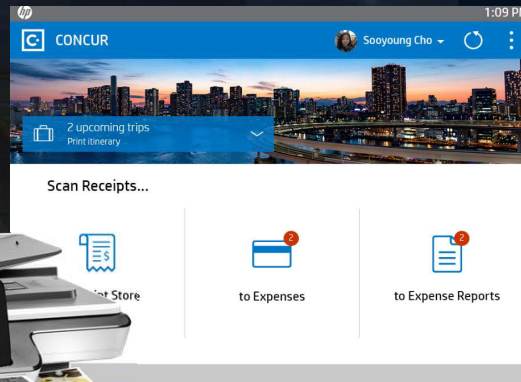 hp
1:09 P
CONCUR
Sooyoung Cho
2 upcoming trips
Print itinerary
Scan Receipts...
Store
to Expenses
to Expense Reports
2
2